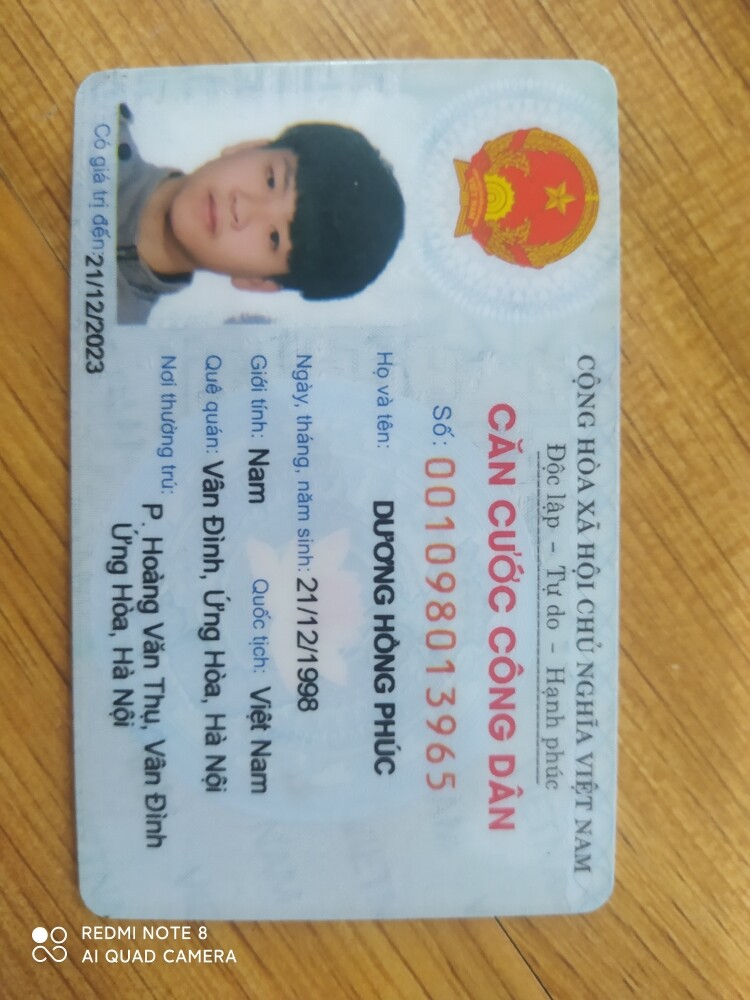 CỘNG HÒA XÃ HỘI CHỦ NGHĨA VIỆT NAM
Độc lập - Tự do - Hạnh phúc
CĂN CƯỚC CÔNG DÂN
Số: 001098013965
Họ và tên: DƯƠNG HỒNG PHÚC
Ngày, tháng, năm sinh: 21/12/1998
Giới tính: Nam Quốc tịch: Việt Nam
Quê quán: Vân Đình, Ứng Hòa, Hà Nội
Nơi thường trú: P. Hoàng Văn Thụ, Vân Đình
Ứng Hòa, Hà Nội
Có giá trị đến: 21/12/2023
REDMI NOTE 8
AI QUAD CAMERA